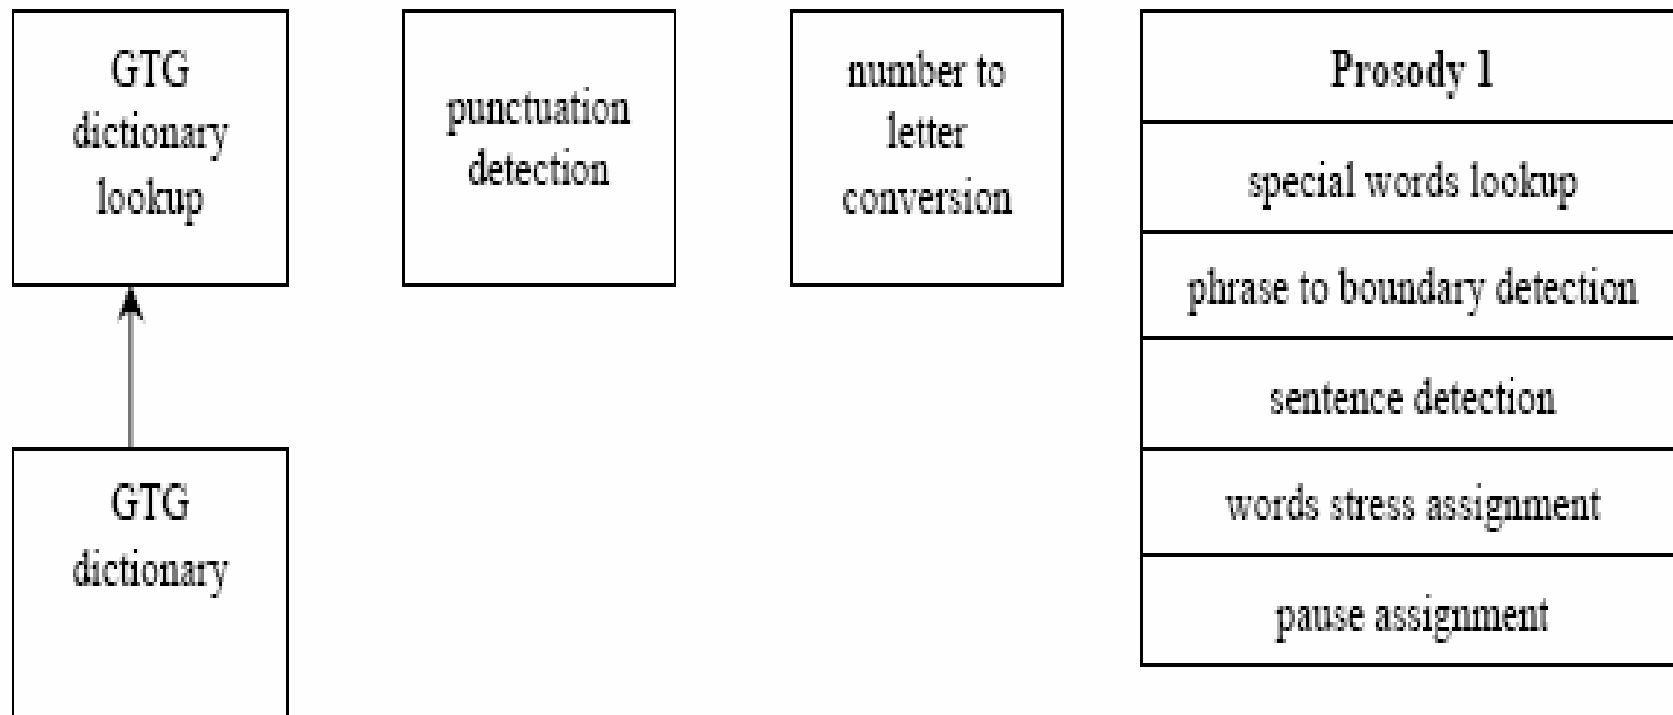 GTG
dictionary
lookup
punctuation
detection
number to
letter
conversion
Prosody 1
special words lookup
phrase to boundary detection
sentence detection
words stress assignment
pause assignment
GTG
dictionary